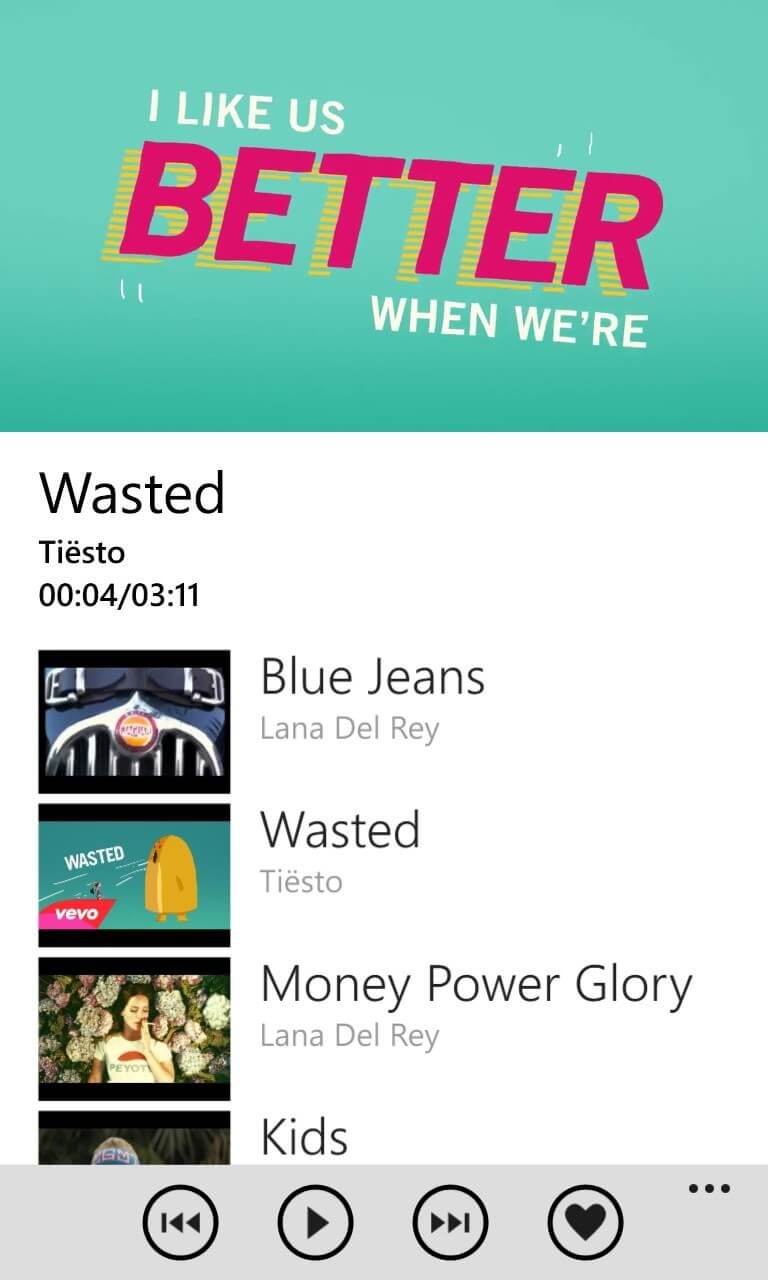 I LIKE US
BETTER
WHEN WE'RE
Wasted
Tiësto
00:04/03:11
Blue Jeans
Lana Del Rey
WASTED
vevo
Wasted
Tiësto
PEYOTE
Money Power Glory
Lana Del Rey
Kids